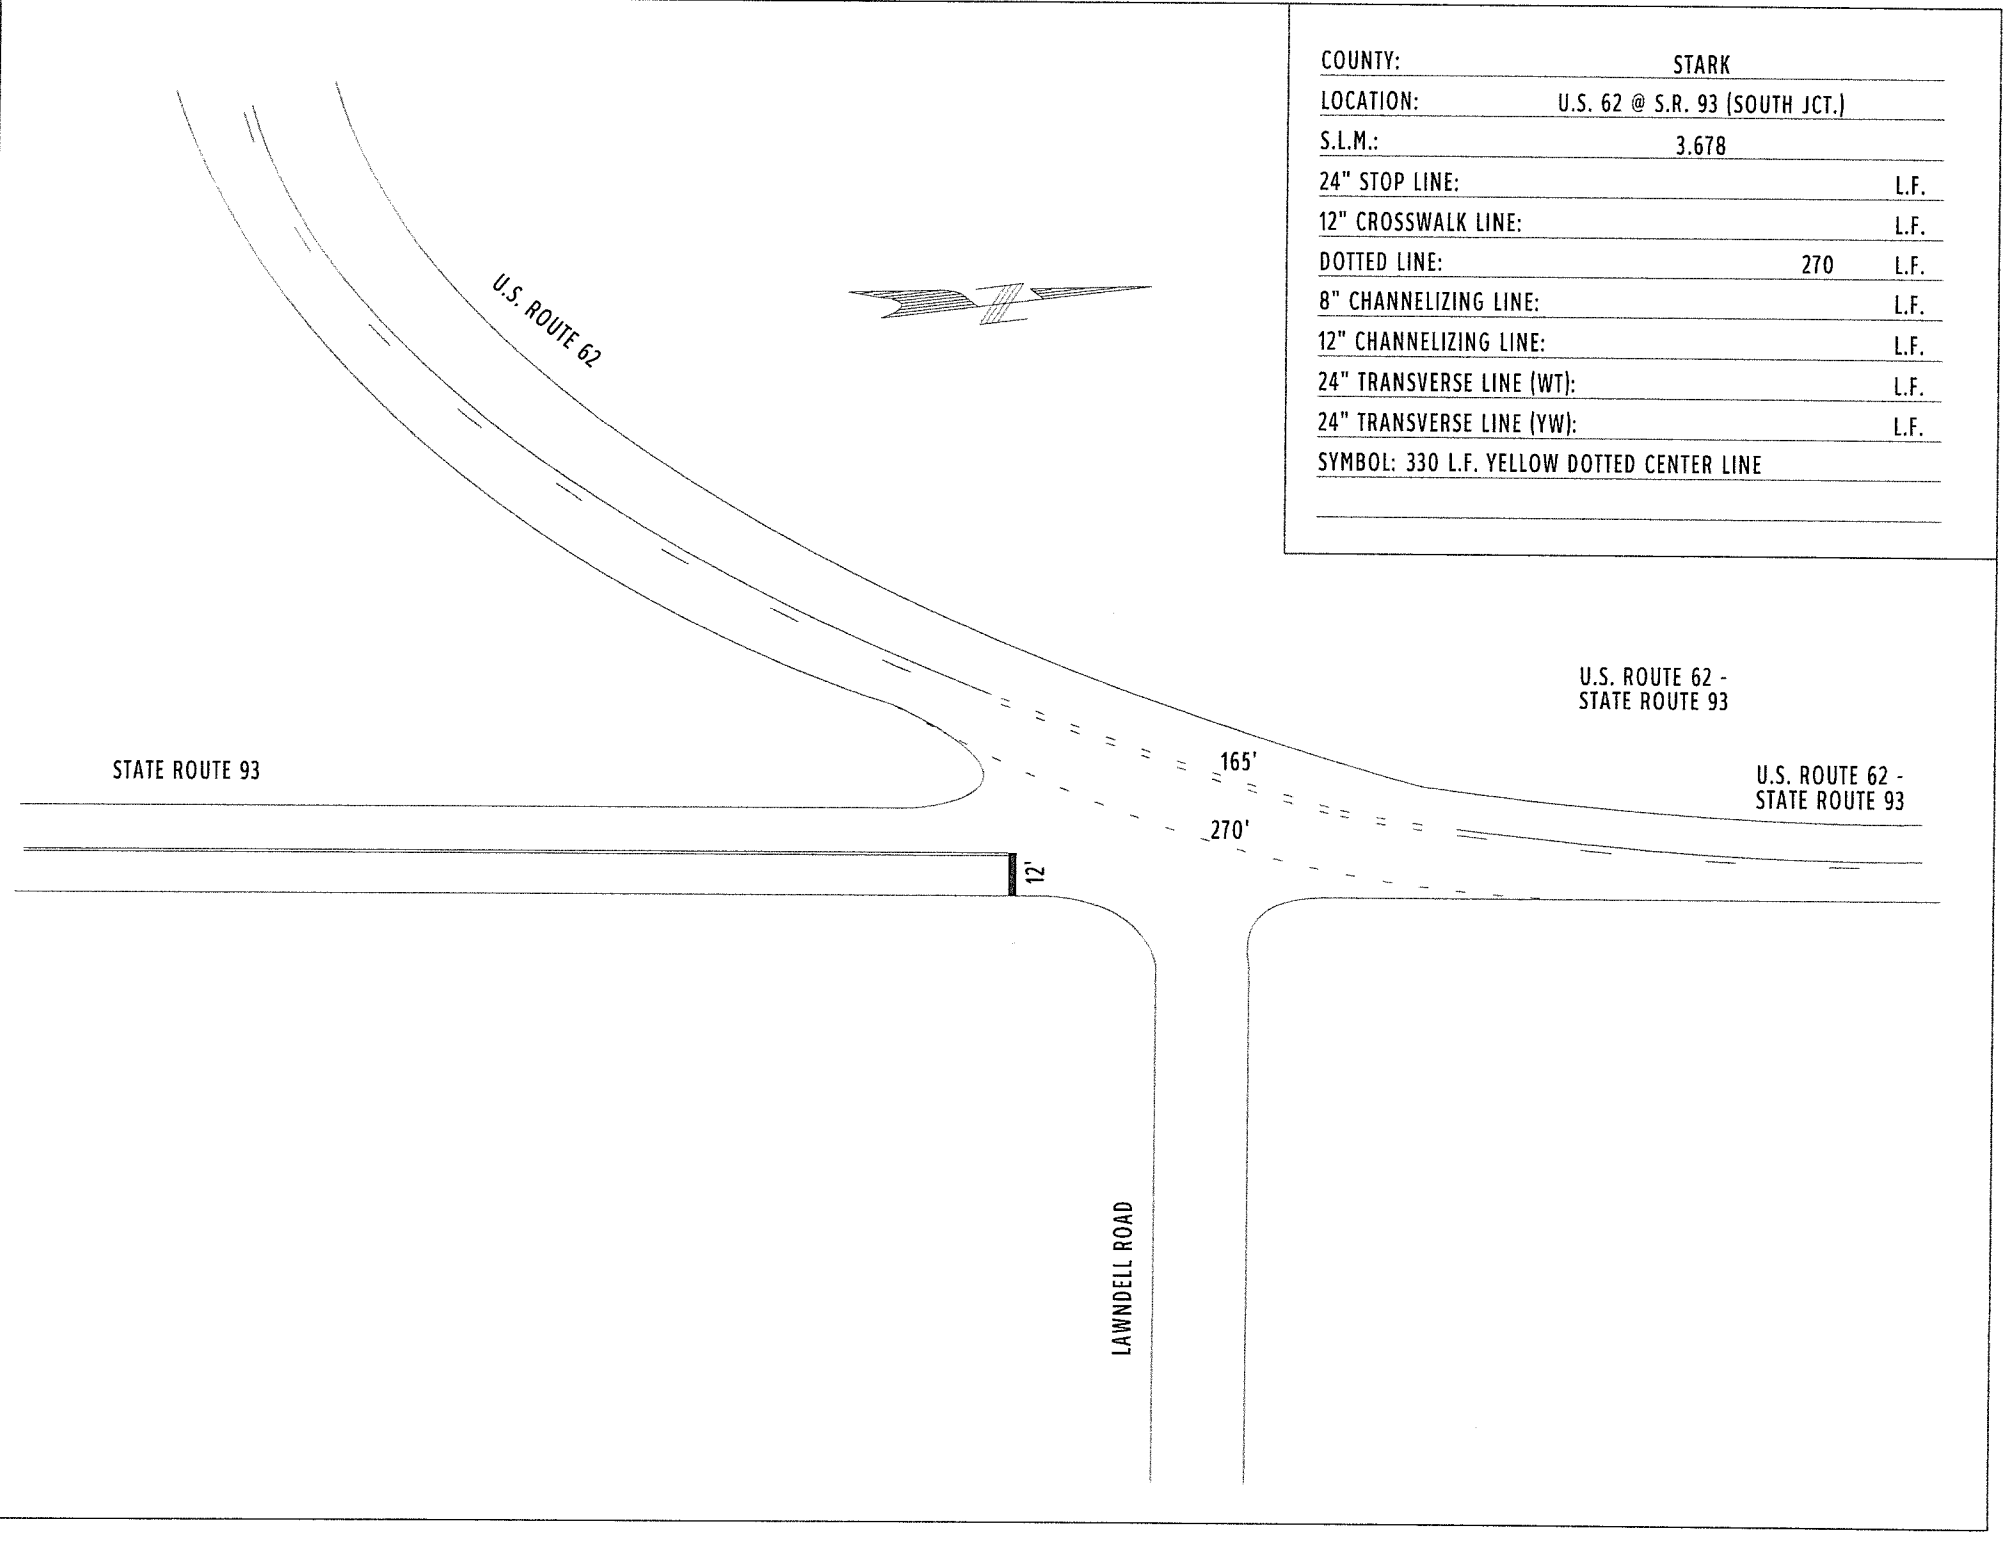 COUNTY: STARK
LOCATION: U.S. 62 @ S.R. 93 (SOUTH JCT.)
S.L.M.: 3.678
24" STOP LINE: L.F.
12" CROSSWALK LINE: L.F.
DOTTED LINE: 270 L.F.
8" CHANNELIZING LINE: L.F.
12" CHANNELIZING LINE: L.F.
24" TRANSVERSE LINE (WT): L.F.
24" TRANSVERSE LINE (YW): L.F.
SYMBOL: 330 L.F. YELLOW DOTTED CENTER LINE
U.S. ROUTE 62
Z
U.S. ROUTE 62 -
STATE ROUTE 93
165'
STATE ROUTE 93
U.S. ROUTE 62 -
STATE ROUTE 93
270'
12'
LAWNDELL ROAD